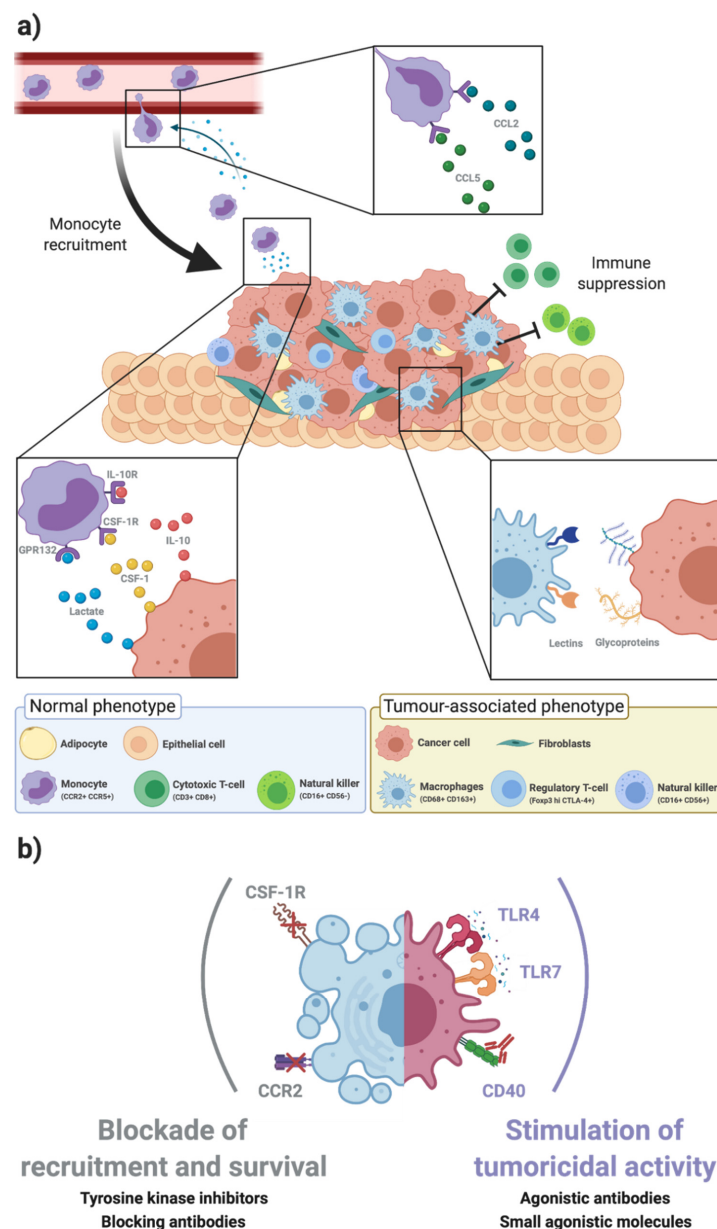 a)
CCL2
CCL5
Monocyte
recruitment
Immune
suppression
IL-10R
CSF-1R
GPR132
IL-10
CSF-1
Lactate
Lectins Glycoproteins
Normal phenotype
Adipocyte
Epithelial cell
Monocyte
(CCR2+ CCR5+)
Cytotoxic T-cell
(CD3+ CD8+)
Natural killer
(CD16+ CD56-)
Tumour-associated phenotype
Cancer cell
Fibroblasts
Macrophages
(CD68+ CD163+)
Regulatory T-cell
(Foxp3 hi CTLA-4+)
Natural killer
(CD16+ CD56+)
b)
CSF-1R
TLR4
TLR7
CCR2
CD40
Blockade of
recruitment and survival
Tyrosine kinase inhibitors
Blocking antibodies
Stimulation of
tumoricidal activity
Agonistic antibodies
Small agonistic molecules